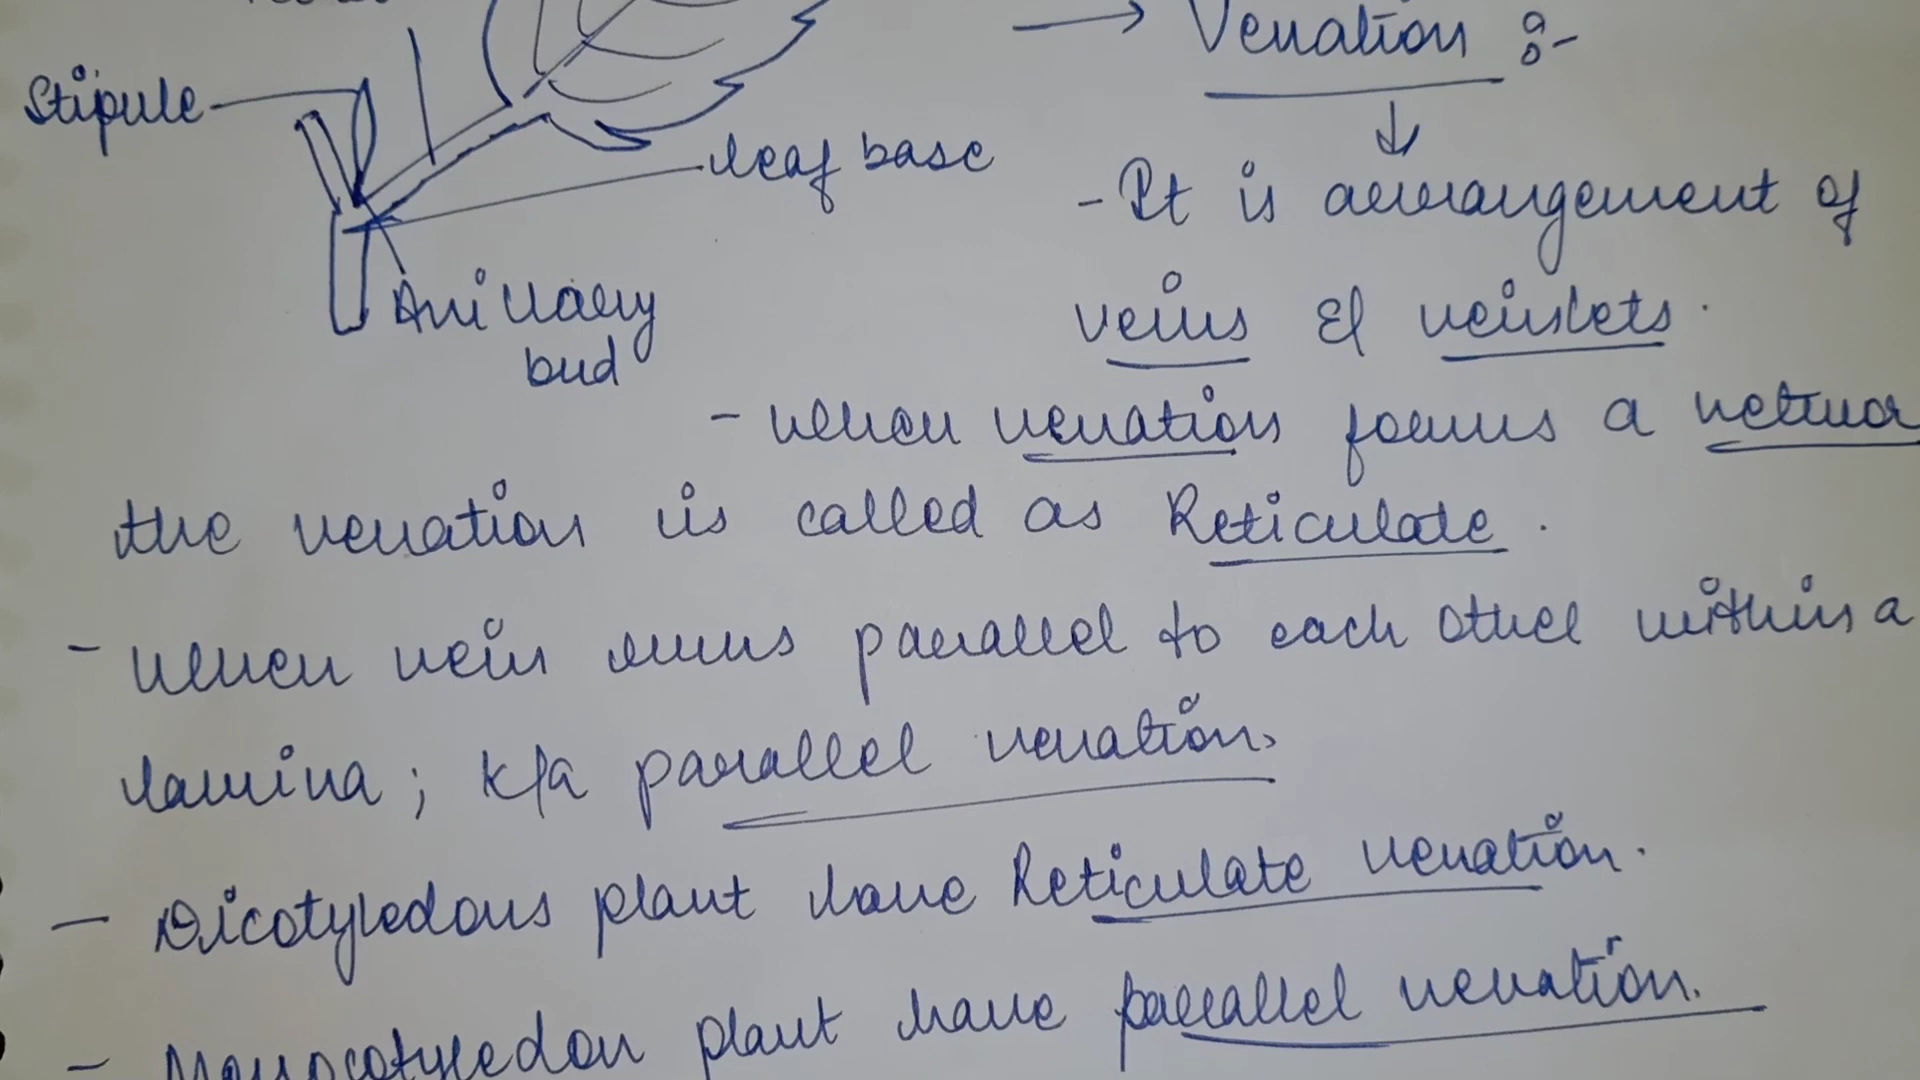 Stipule
leaf base
Axillary
bud
→ Venation :-
- It is arrangement of
veins & veinlets.
- when venation forms a networ
the venation is called as Reticulate.
- when vein runs parallel to each other within a
lamina; k/a parallel venation.
- Dicotyledous plant have Reticulate venation.
- Monocotyledon plant have parallel venation.